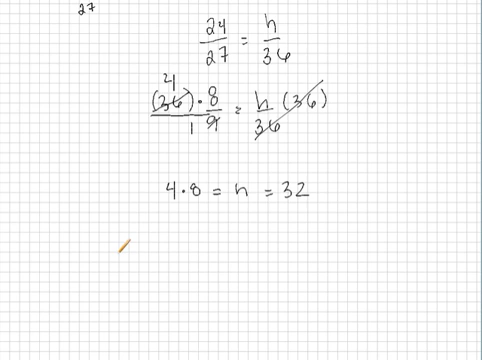 27
24/27 = h/36
4
(36) · 8/9 = h/36 (36)
1
4 · 8 = h = 32